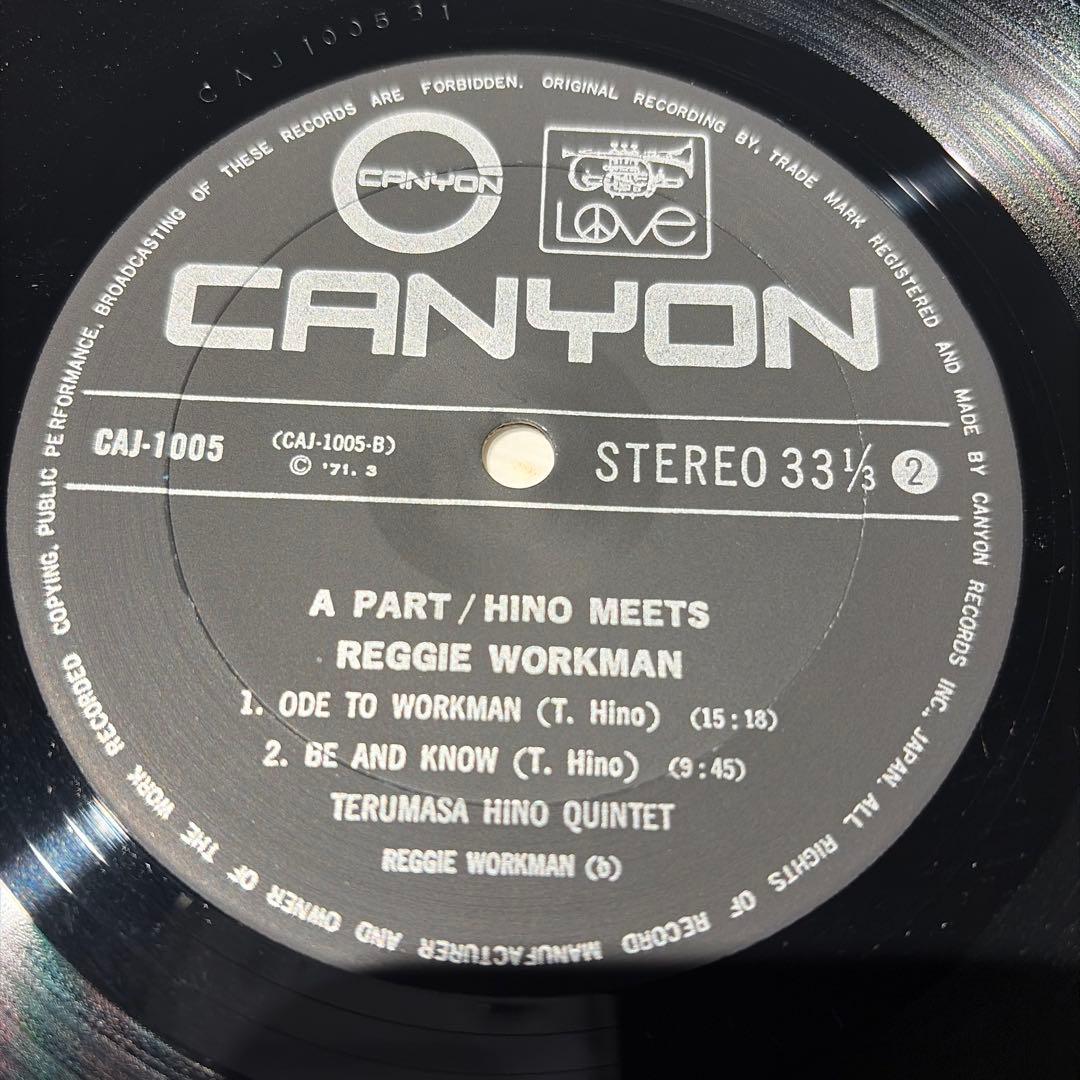 C A J 1005 31
COPYING, PUBLIC PERFORMANCE, BROADCASTING OF THESE RECORDS ARE FORBIDDEN. ORIGINAL RECORDING BY, TRADE MARK REGISTERED AND MADE BY CANYON RECORDS INC., JAPAN. ALL RIGHTS OF RECORD MANUFACTURER AND OWNER OF THE WORK RECORDED
CANYON
LOVE
CANYON
CAJ-1005
(CAJ-1005-B)
© '71. 3
STEREO 33⅓ 2
A PART / HINO MEETS
REGGIE WORKMAN
1. ODE TO WORKMAN (T. Hino) (15:18)
2. BE AND KNOW (T. Hino) (9:45)
TERUMASA HINO QUINTET
REGGIE WORKMAN (b)